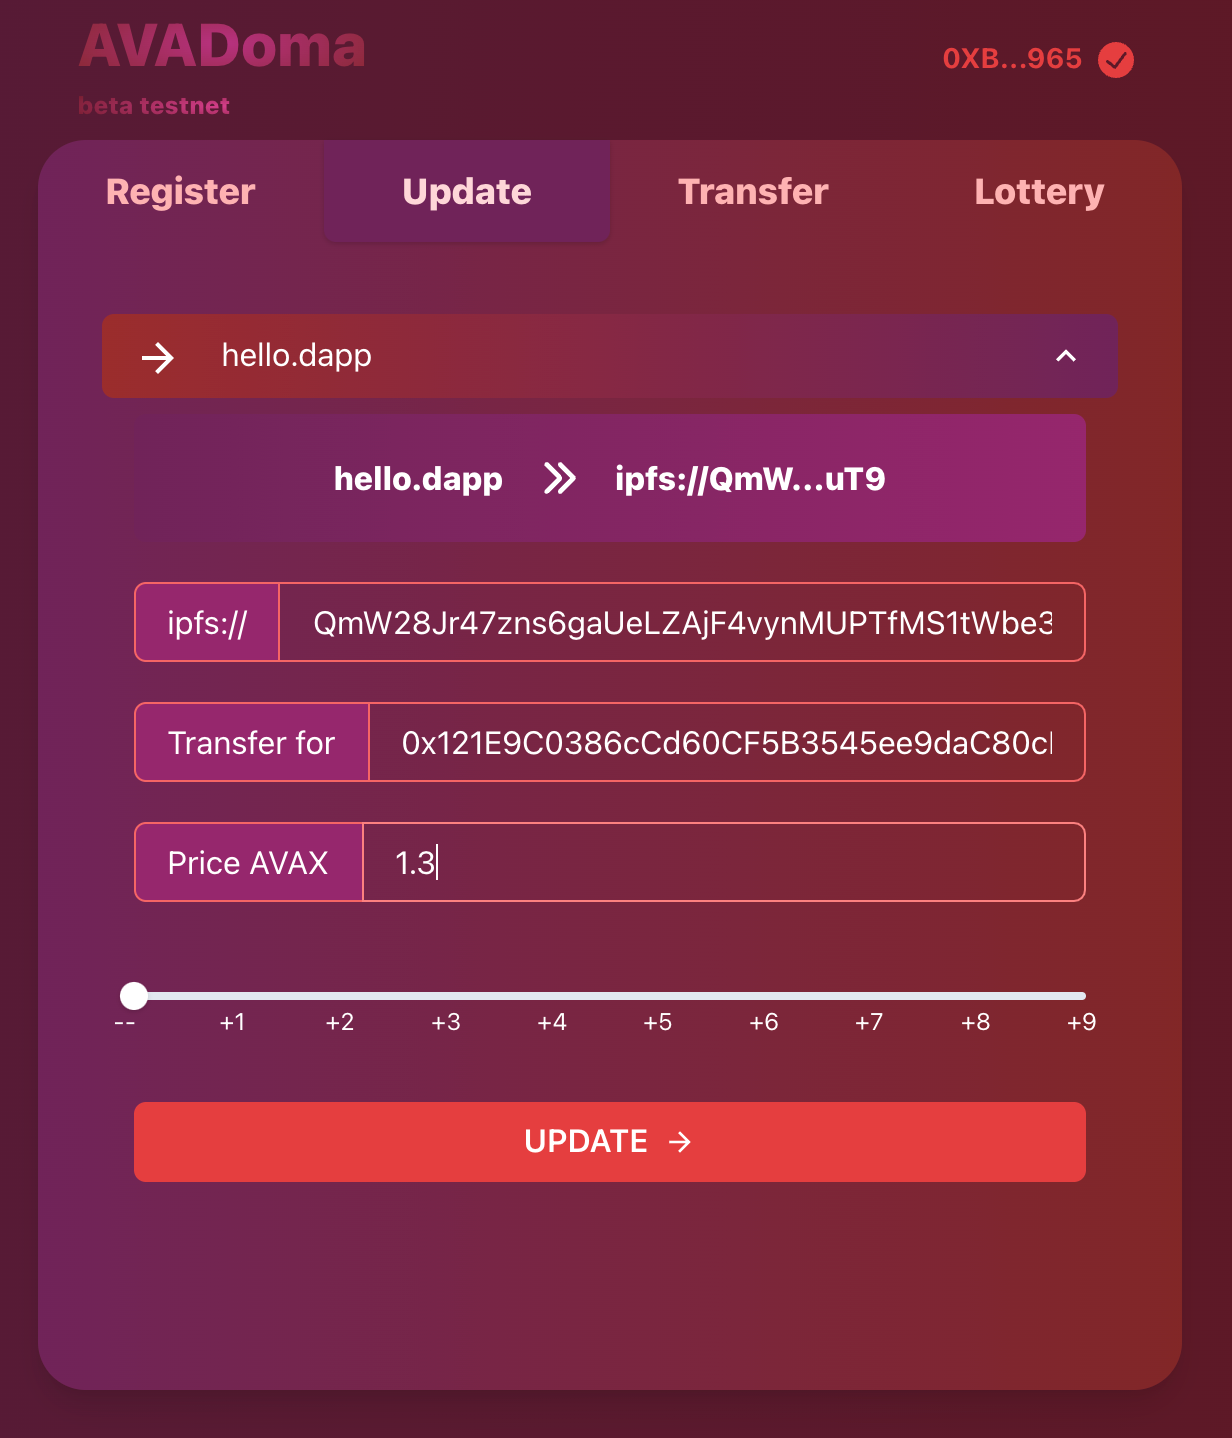 AVADoma
beta testnet
0XB...965
Register Update Transfer Lottery
hello.dapp
hello.dapp ipfs://QmW...uT9
ipfs:// QmW28Jr47zns6gaUeLZAjF4vynMUPTfMS1tWbe3
Transfer for 0x121E9C0386cCd60CF5B3545ee9daC80c
Price AVAX 1.3
-- +1 +2 +3 +4 +5 +6 +7 +8 +9
UPDATE →